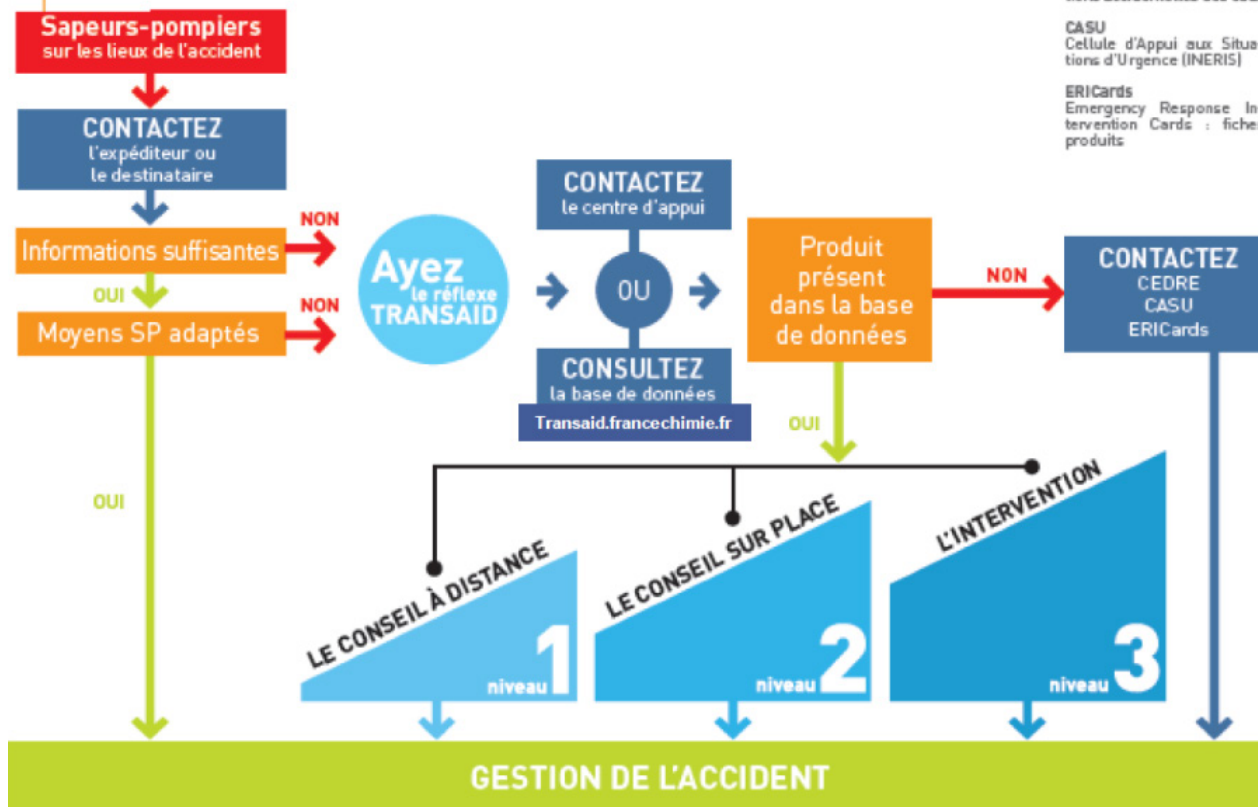 Sapeurs-pompiers
sur les lieux de l'accident
CONTACTEZ
l'expéditeur ou
le destinataire
Informations suffisantes
NON
OUI
Moyens SP adaptés
NON
OUI
Ayez
le réflexe
TRANSAID
CONTACTEZ
le centre d'appui
OU
CONSULTEZ
la base de données
Transaid.francechimie.fr
Produit
présent
dans la base
de données
NON
OUI
CONTACTEZ
CEDRE
CASU
ERICards
CASU
Cellule d'Appui aux Situa
tions d'Urgence (INERIS)
ERICards
Emergency Response In
tervention Cards : fiche
produits
LE CONSEIL À DISTANCE
niveau 1
LE CONSEIL SUR PLACE
niveau 2
L'INTERVENTION
niveau 3
GESTION DE L'ACCIDENT